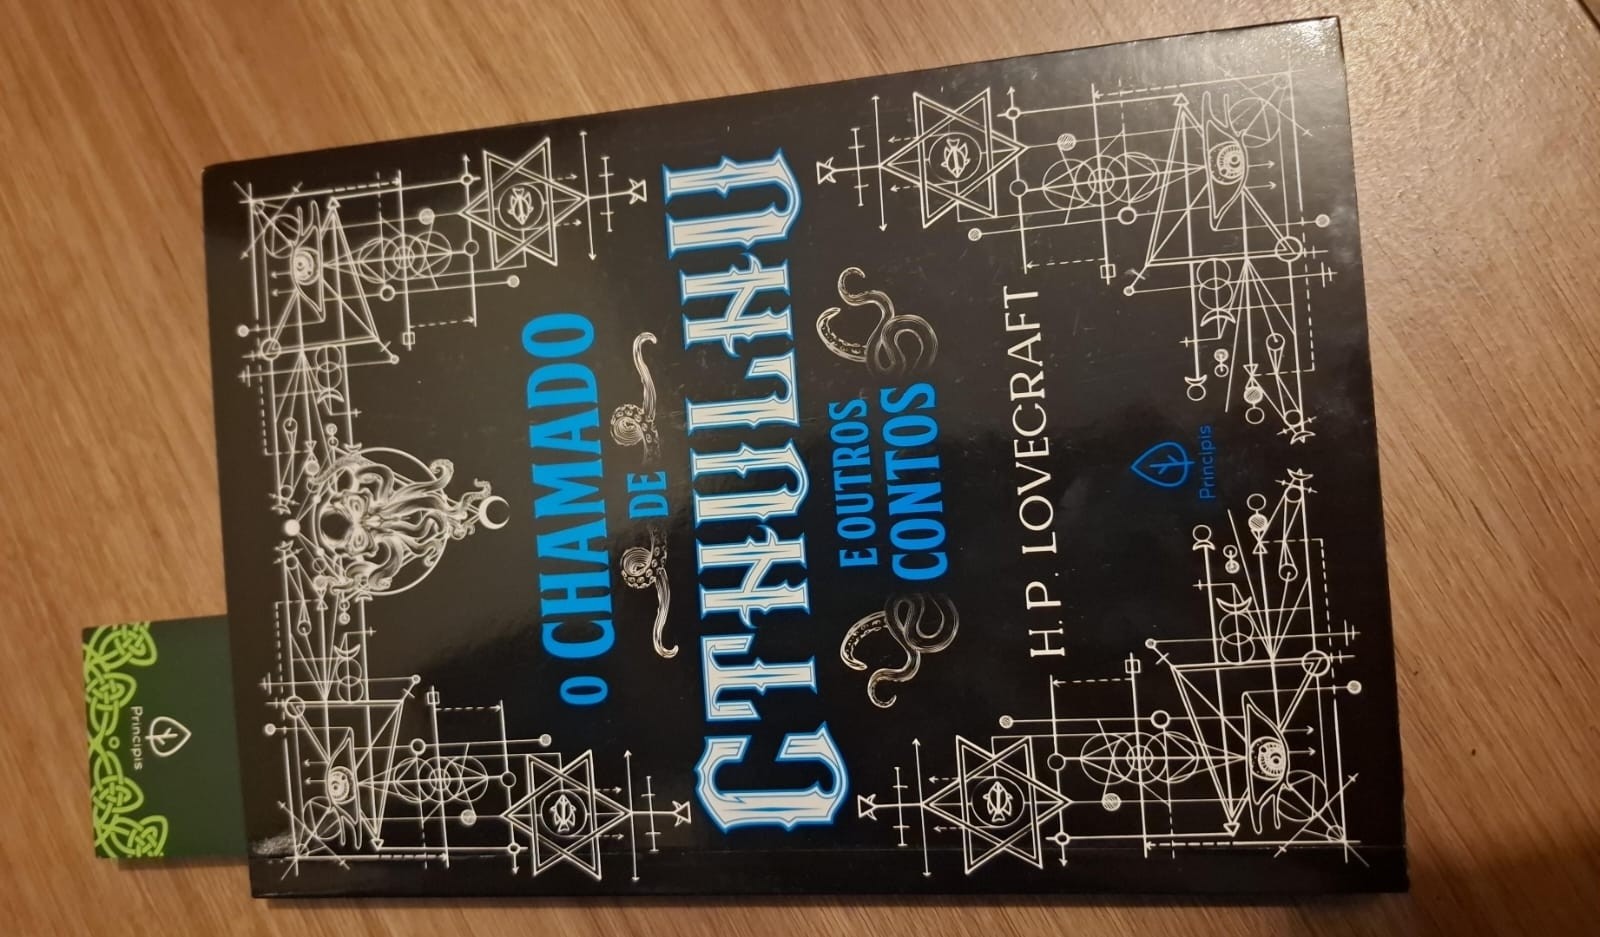 Principis
O CHAMADO
DE
CTHULHU
E OUTROS
CONTOS
H.P. LOVECRAFT
Principis